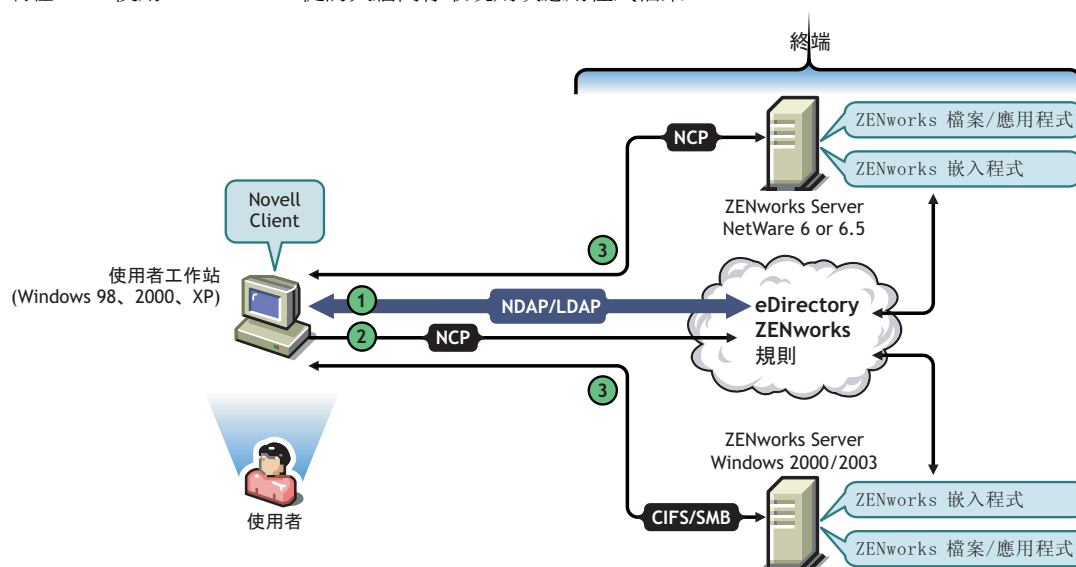 終端
NCP
ZENworks 檔案/應用程式
ZENworks 嵌入程式
Novell
Client
ZENworks Server
NetWare 6 or 6.5
3
使用者工作站
(Windows 98、2000、XP)
1
NDAP/LDAP
eDirectory
ZENworks
規則
2
NCP
3
ZENworks Server
Windows 2000/2003
使用者
CIFS/SMB
ZENworks 嵌入程式
ZENworks 檔案/應用程式